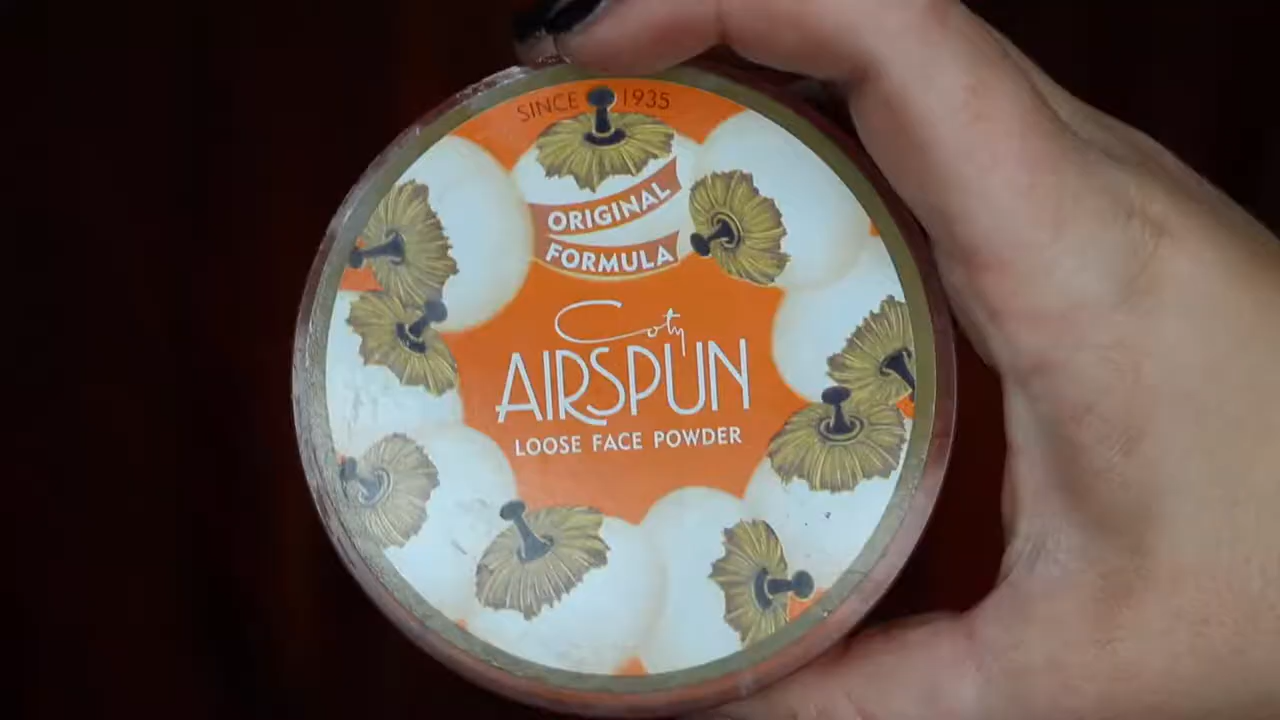 SINCE 1935
ORIGINAL
FORMULA
Coty
AIRSPUN
LOOSE FACE POWDER